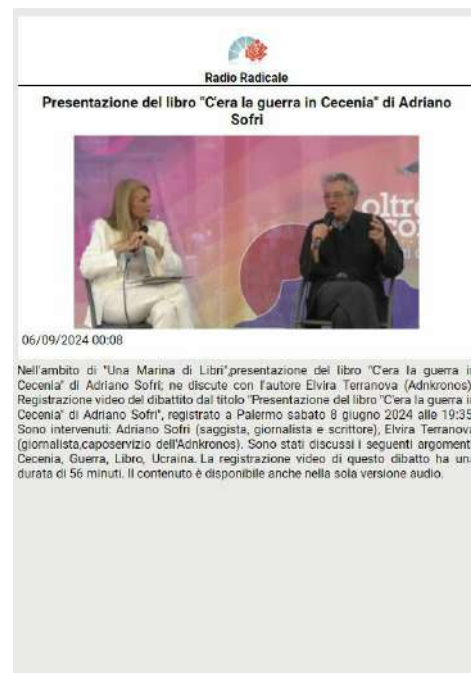 Radio Radicale
Presentazione del libro "C'era la guerra in Cecenia" di Adriano
Sofri
oltre
06/09/2024 00:08
Nell'ambito di "Una Marina di Libri",presentazione del libro "C'era la guerra in
Cecenia" di Adriano Sofri; ne discute con l'autore Elvira Terranova (Adnkronos)
Registrazione video del dibattito dal titolo "Presentazione del libro "C'era la guerra in
Cecenia" di Adriano Sofri", registrato a Palermo sabato 8 giugno 2024 alle 19:35
Sono intervenuti: Adriano Sofri (saggista, giornalista e scrittore), Elvira Terranova
(giornalista,caposervizio dell'Adnkronos). Sono stati discussi i seguenti argoment
Cecenia, Guerra, Libro, Ucraina. La registrazione video di questo dibatto ha una
durata di 56 minuti. Il contenuto è disponibile anche nella sola versione audio.